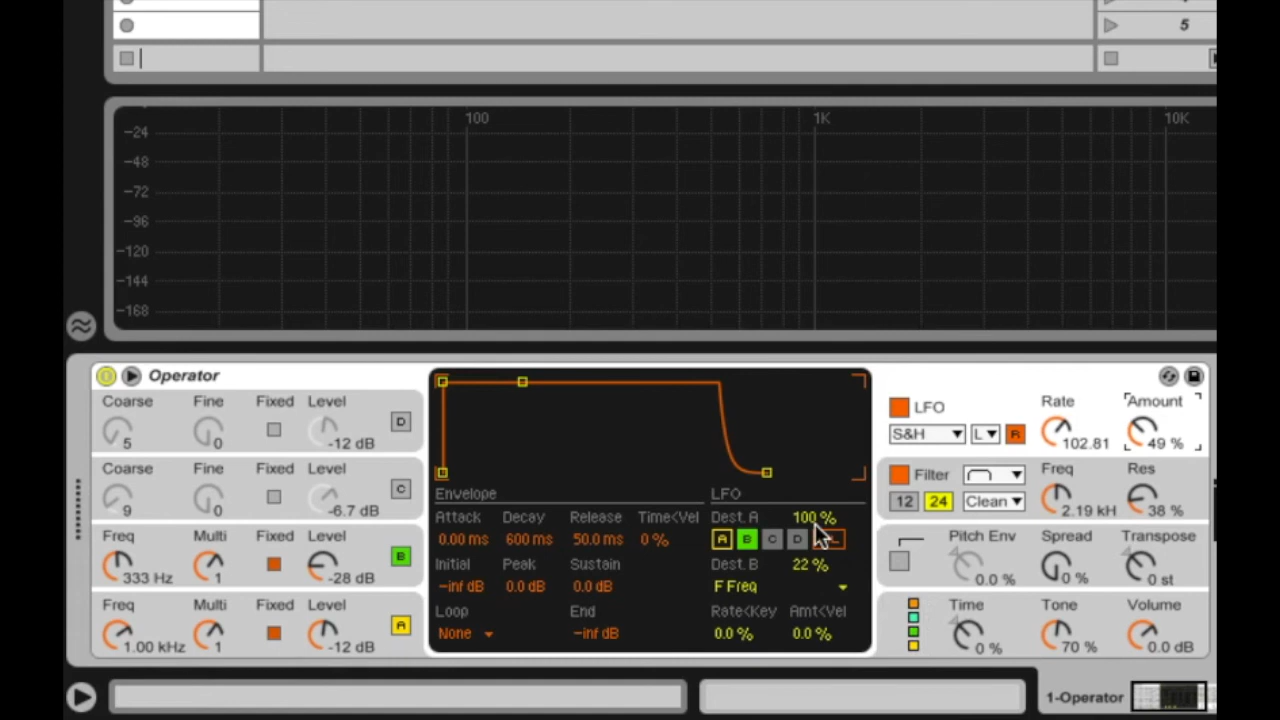 5
100 1K 10K
-24
-48
-72
-96
-120
-144
-168
Operator
Coarse Fine Fixed Level
5 0 -12 dB D
Coarse Fine Fixed Level
9 0 -6.7 dB C
Freq Multi Fixed Level
333 Hz 1 -28 dB B
Freq Multi Fixed Level
1.00 kHz 1 -12 dB A
Envelope LFO
Attack Decay Release Time<Vel Dest. A 100 %
0.00 ms 600 ms 50.0 ms 0 % A B C D
Initial Peak Sustain Dest. B 22 %
-inf dB 0.0 dB 0.0 dB F Freq
Loop End Rate<Key Amt<Vel
None -inf dB 0.0 % 0.0 %
LFO Rate Amount
S&H L R 102.81 49 %
Filter Freq Res
12 24 Clean 2.19 kH 38 %
Pitch Env Spread Transpose
0.0 % 0 % 0 st
Time Tone Volume
0 % 70 % 0.0 dB
1-Operator